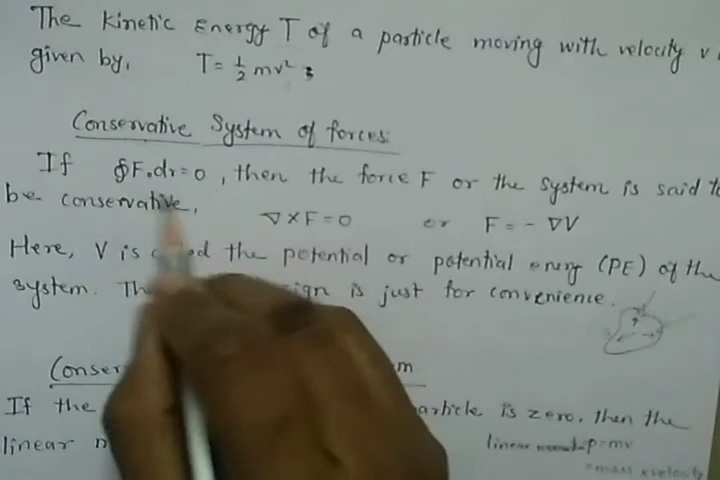 The Kinetic Energy T of a particle moving with velocity v
given by, T = ½ mv² ;
Conservative System of forces:
If ∮F.dr=0, then the force F or the system is said to
be conservative, ∇×F=0 or F = - ∇V
Here, V is the potential or potential energy (PE) of the
system. sign is just for convenience.
If the particle is zero, then the
linear p=mv
= mass x velocity